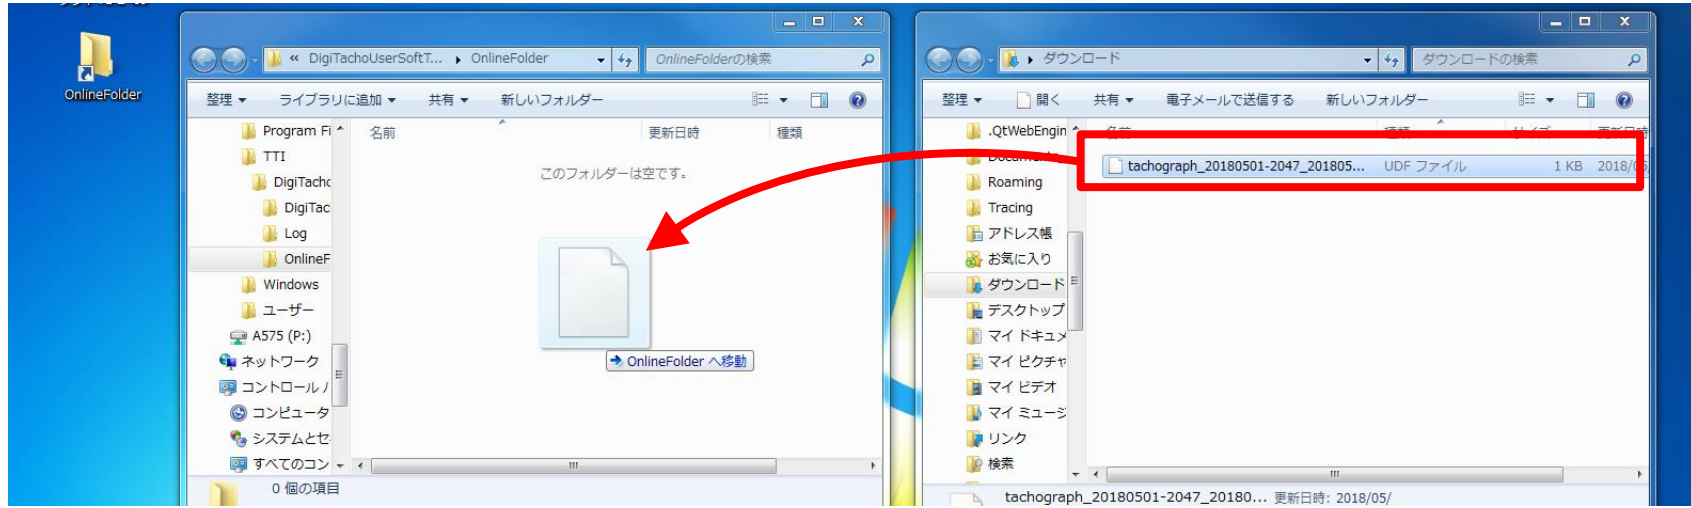 OnlineFolder
« DigiTachoUserSoftT... ▸ OnlineFolder
OnlineFolderの検索
整理 ▼ ライブラリに追加 ▼ 共有 ▼ 新しいフォルダー
Program Fi
TTI
DigiTacho
DigiTac
Log
OnlineF
Windows
ユーザー
A575 (P:)
ネットワーク
コントロール
コンピュータ
システムとセ
すべてのコン
名前 更新日時 種類
このフォルダーは空です。
OnlineFolder へ移動
0 個の項目
ダウンロード
ダウンロードの検索
整理 ▼ 開く 共有 ▼ 電子メールで送信する 新しいフォルダー
.QtWebEngin
Roaming
Tracing
アドレス帳
お気に入り
ダウンロード
デスクトップ
マイ ドキュメ
マイ ピクチャ
マイ ビデオ
マイ ミュージ
リンク
検索
tachograph_20180501-2047_201805... UDF ファイル 1 KB 2018/05
tachograph_20180501-2047_20180... 更新日時: 2018/05/